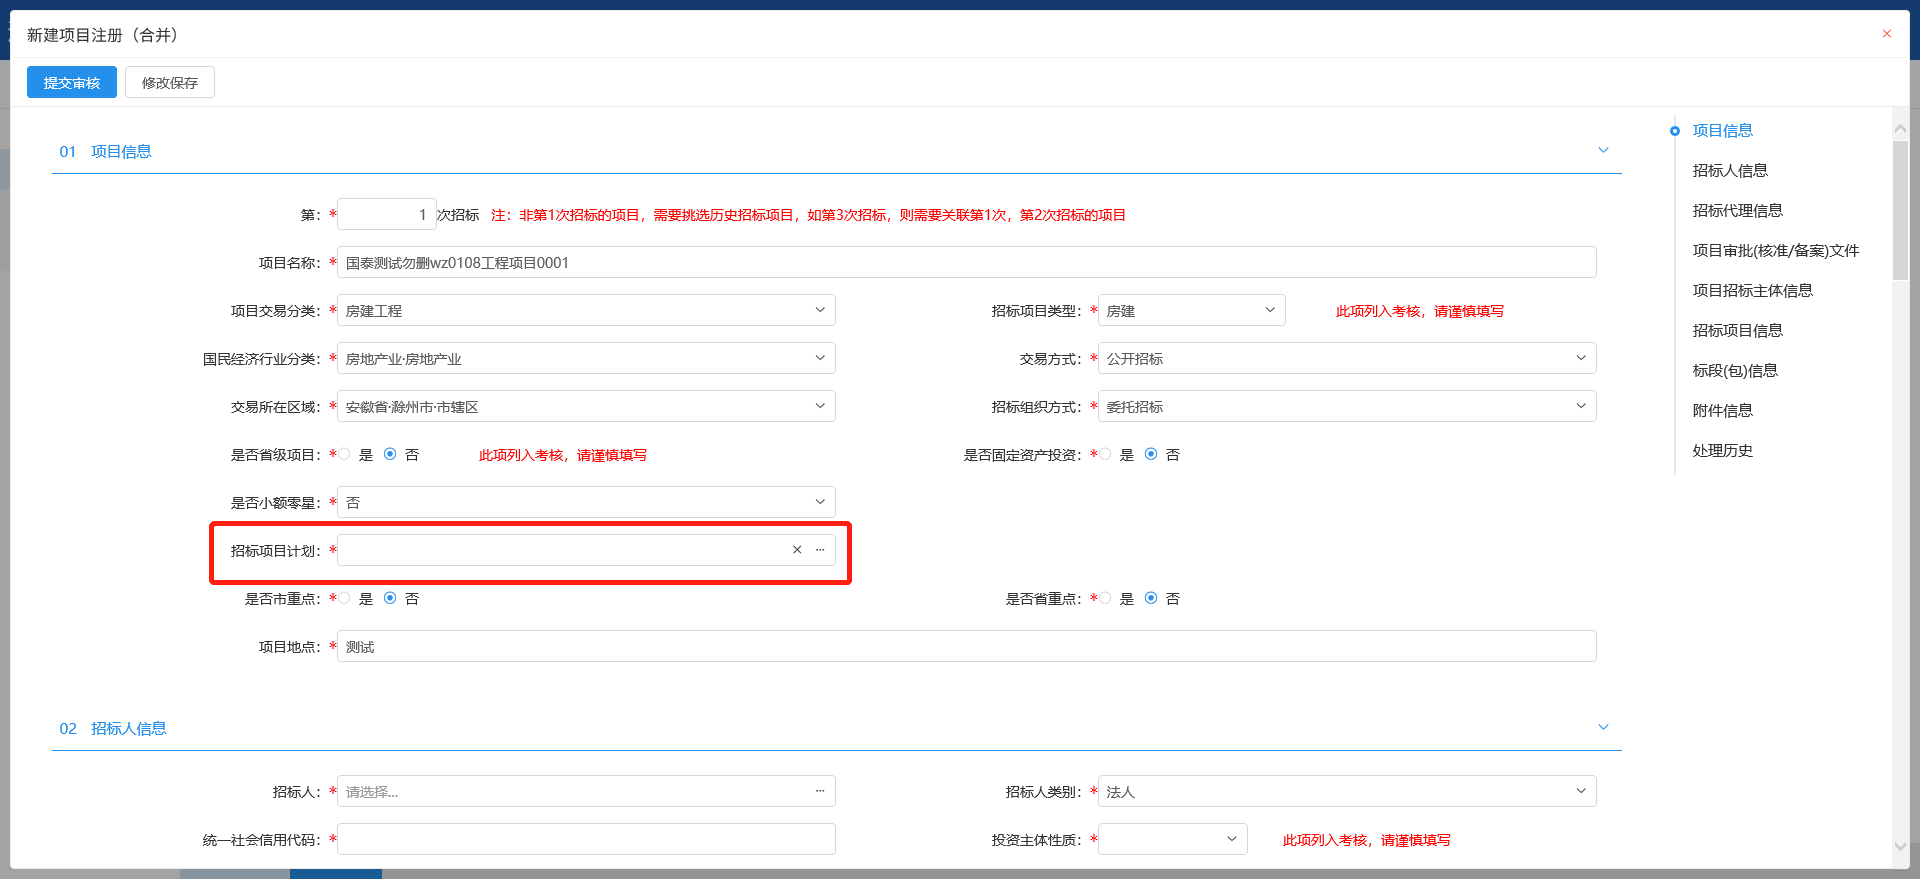 新建项目注册（合并）
提交审核 修改保存
01 项目信息
第： * 1 次招标 注：非第1次招标的项目，需要挑选历史招标项目，如第3次招标，则需要关联第1次，第2次招标的项目
项目名称： * 国泰测试勿删wz0108工程项目0001
项目交易分类： * 房建工程 招标项目类型： * 房建 此项列入考核，请谨慎填写
国民经济行业分类： * 房地产业·房地产业 交易方式： * 公开招标
交易所在区域： * 安徽省·滁州市·市辖区 招标组织方式： * 委托招标
是否省级项目： * 是 否 此项列入考核，请谨慎填写 是否固定资产投资： * 是 否
是否小额零星： * 否
招标项目计划： *
是否市重点： * 是 否 是否省重点： * 是 否
项目地点： * 测试
02 招标人信息
招标人： * 请选择... 招标人类别： * 法人
统一社会信用代码： * 投资主体性质： * 此项列入考核，请谨慎填写
项目信息
招标人信息
招标代理信息
项目审批(核准/备案)文件
项目招标主体信息
招标项目信息
标段(包)信息
附件信息
处理历史